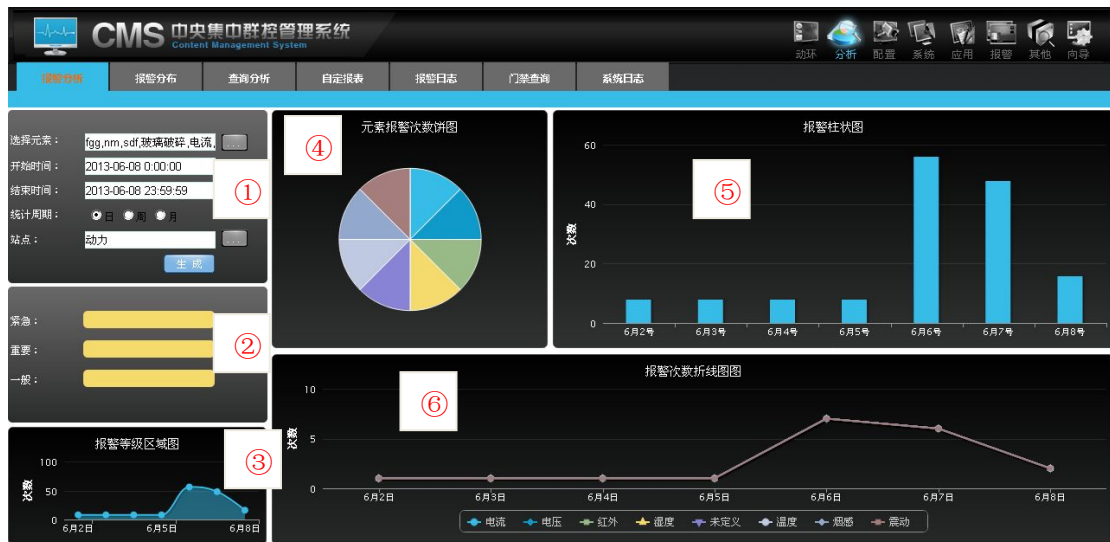 CMS 中央集中群控管理系统
Content Management System
动环 分析 配置 系统 应用 报警 其他 向导
报警分析 报警分布 查询分析 自定报表 报警日志 门禁查询 系统日志
选择元素： fgg,nm,sdf,玻璃破碎,电流, ...
开始时间： 2013-06-08 0:00:00
结束时间： 2013-06-08 23:59:59
统计周期： 日 周 月
站点： 动力 ...
生成
①
紧急：
重要：
一般：
②
报警等级区域图
③
次数
100
50
0
6月2日 6月5日 6月8日
④
元素报警次数饼图
报警柱状图
⑤
次数
60
40
20
0
6月2号 6月3号 6月4号 6月5号 6月6号 6月7号 6月8号
报警次数折线图图
⑥
次数
10
5
0
6月2日 6月3日 6月4日 6月5日 6月6日 6月7日 6月8日
电流 电压 红外 湿度 未定义 温度 烟感 震动